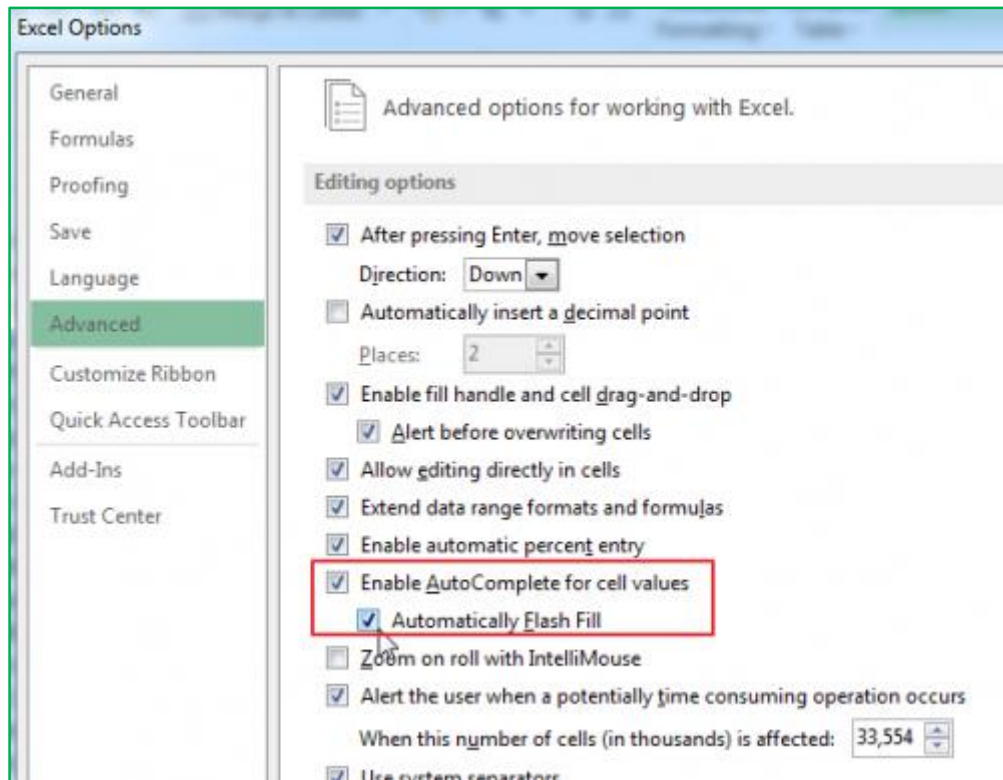 Excel Options
General
Formulas
Proofing
Save
Language
Advanced
Customize Ribbon
Quick Access Toolbar
Add-Ins
Trust Center
Advanced options for working with Excel.
Editing options
After pressing Enter, move selection
Direction: Down
Automatically insert a decimal point
Places: 2
Enable fill handle and cell drag-and-drop
Alert before overwriting cells
Allow editing directly in cells
Extend data range formats and formulas
Enable automatic percent entry
Enable AutoComplete for cell values
Automatically Flash Fill
Zoom on roll with IntelliMouse
Alert the user when a potentially time consuming operation occurs
When this number of cells (in thousands) is affected: 33,554
Use system separators